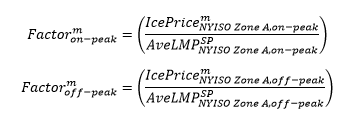 Factor^m_on-peak = (IcePrice^m_NYISO Zone A,on-peak / AveLMP^SP_NYISO Zone A,on-peak)
Factor^m_off-peak = (IcePrice^m_NYISO Zone A,off-peak / AveLMP^SP_NYISO Zone A,off-peak)